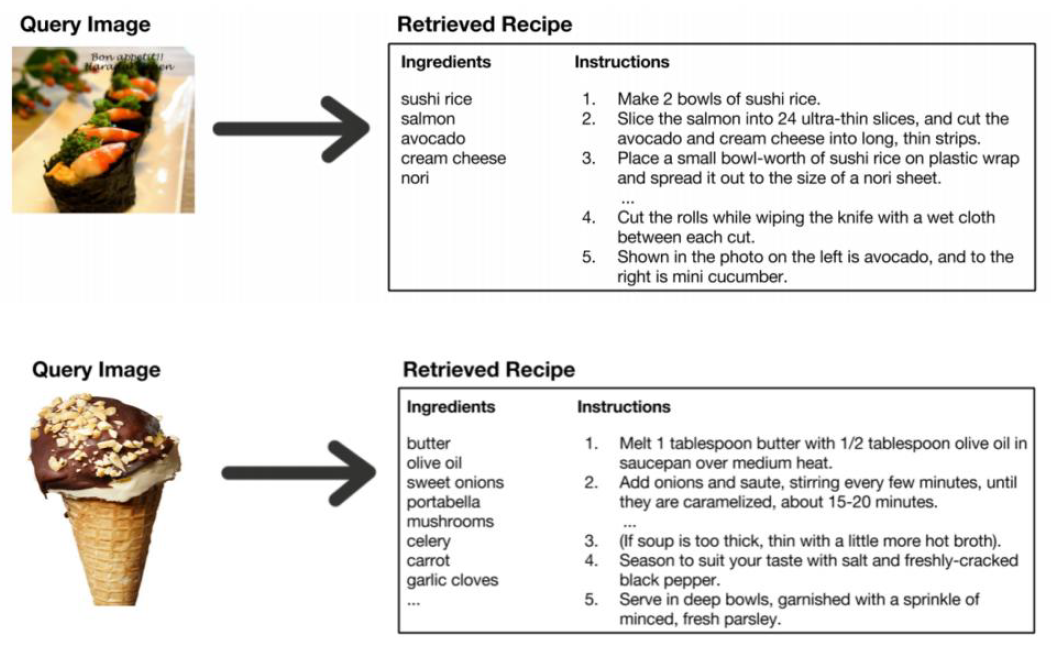 Query Image
Retrieved Recipe
Bon appetit!!
Ingredients
Instructions
sushi rice
salmon
avocado
cream cheese
nori
1. Make 2 bowls of sushi rice.
2. Slice the salmon into 24 ultra-thin slices, and cut the
avocado and cream cheese into long, thin strips.
3. Place a small bowl-worth of sushi rice on plastic wrap
and spread it out to the size of a nori sheet.
...
4. Cut the rolls while wiping the knife with a wet cloth
between each cut.
5. Shown in the photo on the left is avocado, and to the
right is mini cucumber.
Query Image
Retrieved Recipe
Ingredients
Instructions
butter
olive oil
sweet onions
portabella
mushrooms
celery
carrot
garlic cloves
...
1. Melt 1 tablespoon butter with 1/2 tablespoon olive oil in
saucepan over medium heat.
2. Add onions and saute, stirring every few minutes, until
they are caramelized, about 15-20 minutes.
...
3. (If soup is too thick, thin with a little more hot broth).
4. Season to suit your taste with salt and freshly-cracked
black pepper.
5. Serve in deep bowls, garnished with a sprinkle of
minced, fresh parsley.